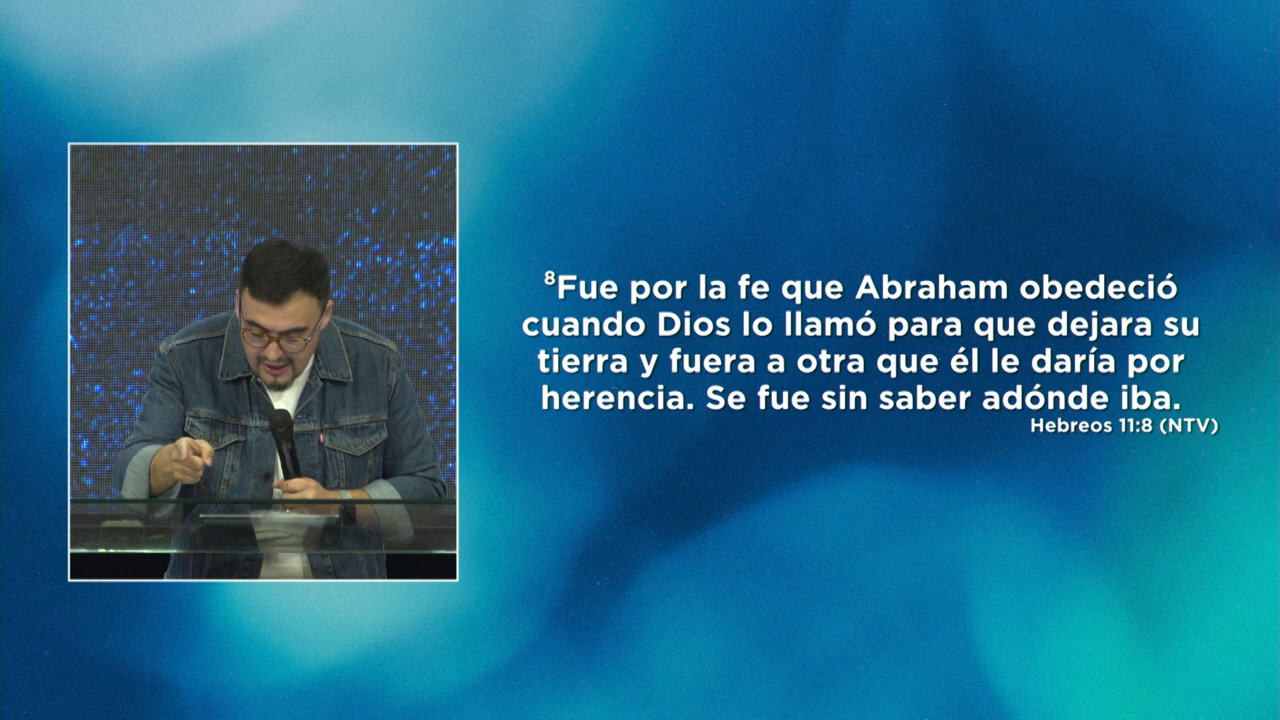 ⁸Fue por la fe que Abraham obedeció
cuando Dios lo llamó para que dejara su
tierra y fuera a otra que él le daría por
herencia. Se fue sin saber adónde iba.
Hebreos 11:8 (NTV)